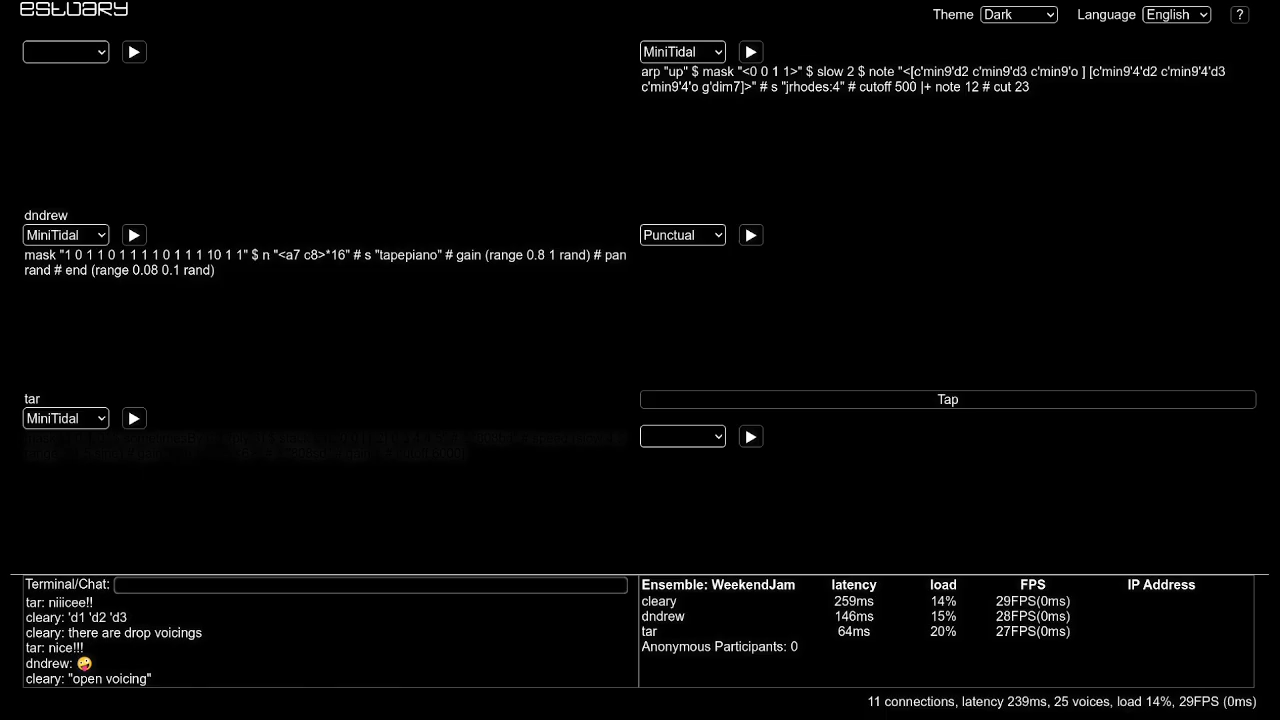 estuary
Theme Dark Language English ?
MiniTidal
arp "up" $ mask "<0 0 1 1>" $ slow 2 $ note "<[c'min9'd2 c'min9'd3 c'min9'o ] [c'min9'4'd2 c'min9'4'd3
c'min9'4'o g'dim7]>" # s "jrhodes:4" # cutoff 500 |+ note 12 # cut 23
dndrew
MiniTidal
mask "1 0 1 1 0 1 1 1 1 0 1 1 1 10 1 1" $ n "<a7 c8>*16" # s "tapepiano" # gain (range 0.8 1 rand) # pan
rand # end (range 0.08 0.1 rand)
Punctual
tar
MiniTidal
Tap
Terminal/Chat:
tar: niiicee!!
cleary: 'd1 'd2 'd3
cleary: there are drop voicings
tar: nice!!!
dndrew: 🤪
cleary: "open voicing"
Ensemble: WeekendJam latency load FPS IP Address
cleary 259ms 14% 29FPS(0ms)
dndrew 146ms 15% 28FPS(0ms)
tar 64ms 20% 27FPS(0ms)
Anonymous Participants: 0
11 connections, latency 239ms, 25 voices, load 14%, 29FPS (0ms)